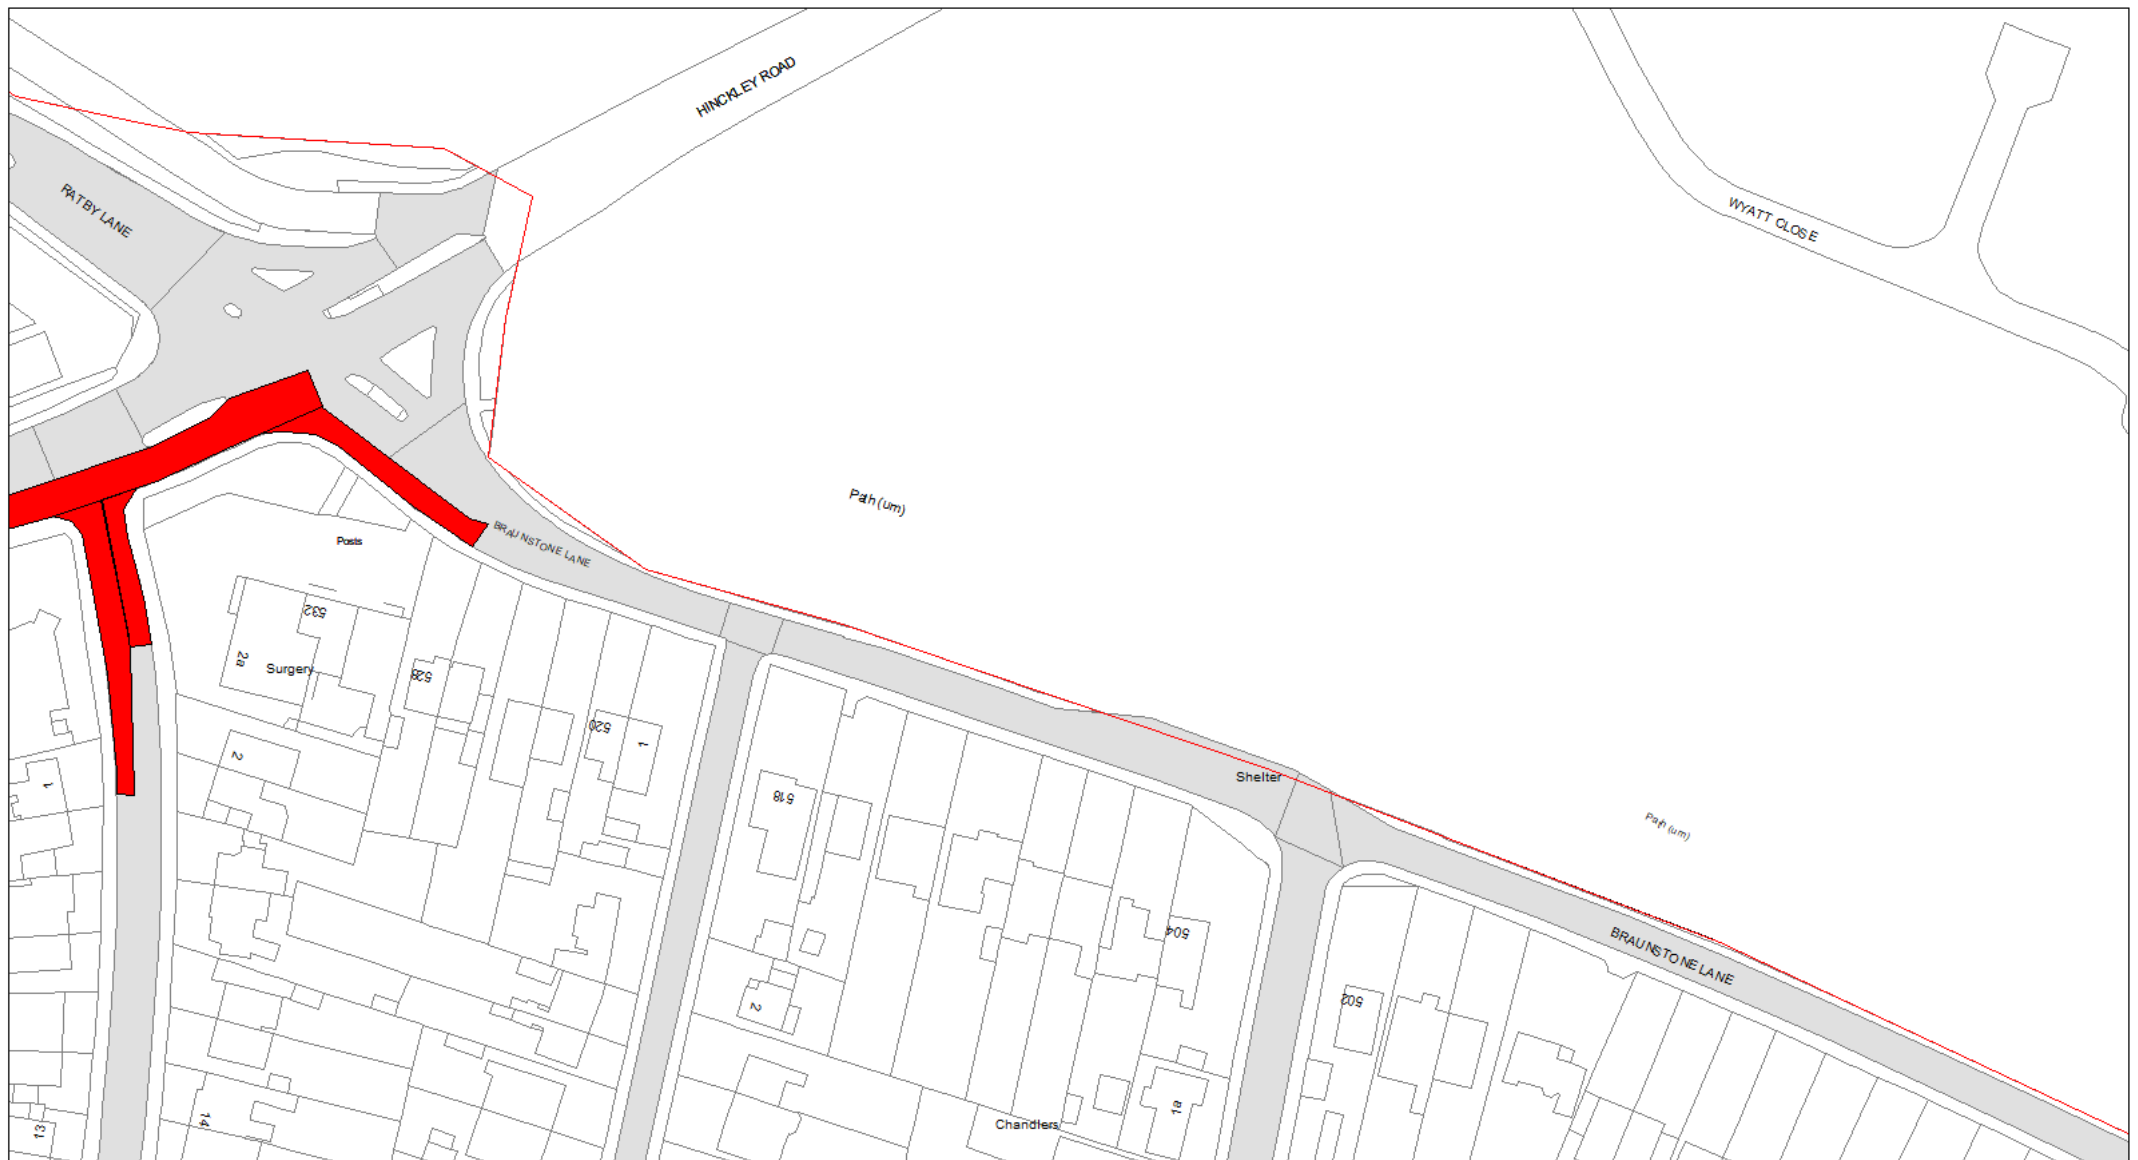 HINCKLEY ROAD
RATBY LANE
WYATT CLOSE
Path (um)
BRAUNSTONE LANE
Posts
532
2a
Surgery
528
520
1
2
1
Shelter
518
Path (um)
504
BRAUNSTONE LANE
502
2
14
13
1a
Chandlers